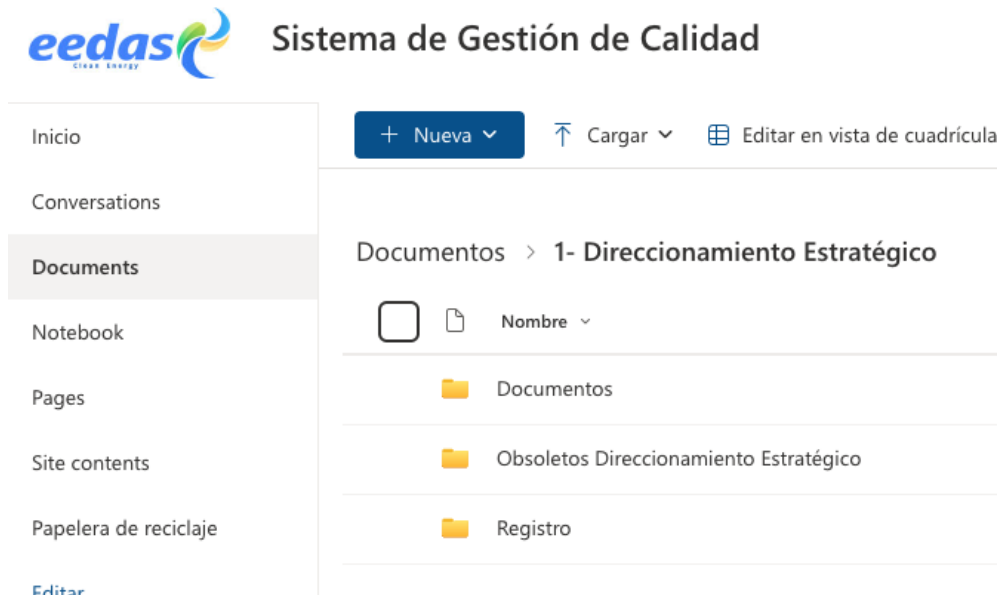 eedas
Clean Energy
Sistema de Gestión de Calidad
Inicio
Conversations
Documents
Notebook
Pages
Site contents
Papelera de reciclaje
Editar
+ Nueva
Cargar
Editar en vista de cuadrícula
Documentos > 1- Direccionamiento Estratégico
Nombre
Documentos
Obsoletos Direccionamiento Estratégico
Registro